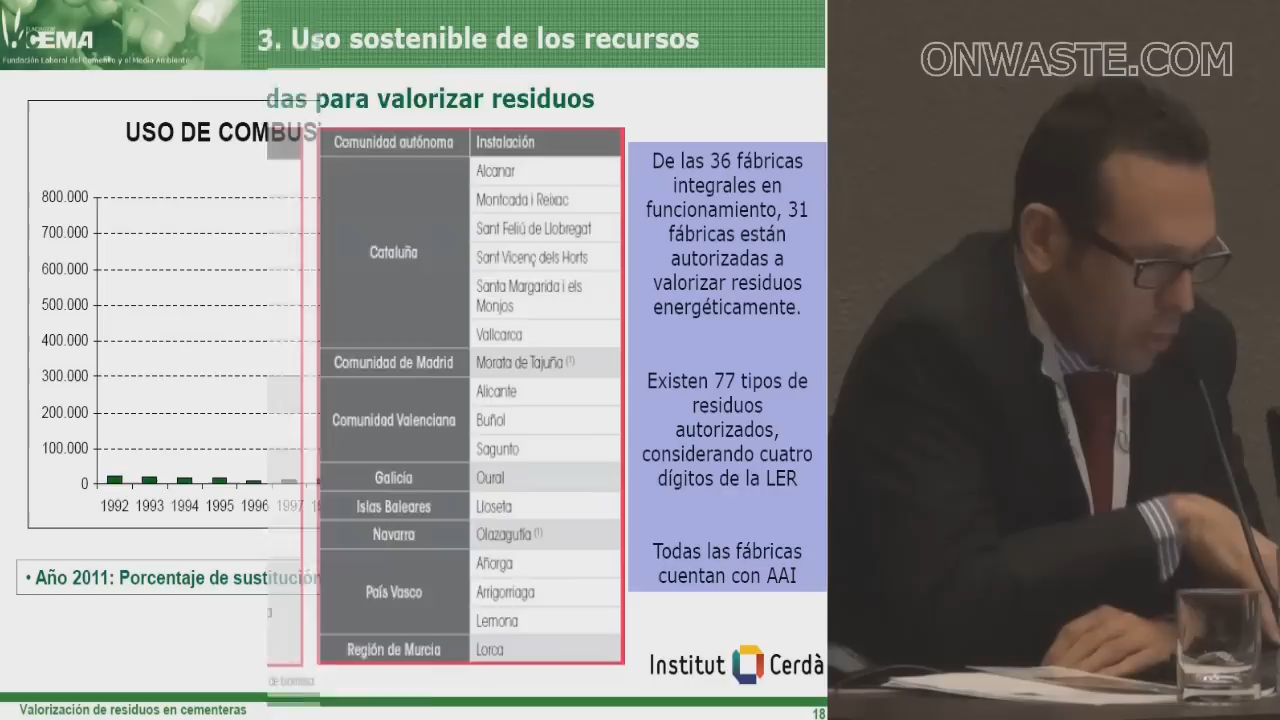 FUNDACIÓN
CEMA
Fundación Laboral del Cemento y el Medio Ambiente
3. Uso sostenible de los recursos
ONWASTE.COM
das para valorizar residuos
USO DE COMBUS
800.000
700.000
600.000
500.000
400.000
300.000
200.000
100.000
0
1992 1993 1994 1995 1996 1997
• Año 2011: Porcentaje de sustitución
Comunidad autónoma Instalación
Cataluña
Alcanar
Montcada i Reixac
Sant Feliú de Llobregat
Sant Vicenç dels Horts
Santa Margarida i els
Monjos
Vallcarca
Comunidad de Madrid Morata de Tajuña (1)
Comunidad Valenciana
Alicante
Buñol
Sagunto
Galicia Oural
Islas Baleares Lloseta
Navarra Olazagutía (1)
País Vasco
Añorga
Arrigorriaga
Lemona
Región de Murcia Lorca
De las 36 fábricas
integrales en
funcionamiento, 31
fábricas están
autorizadas a
valorizar residuos
energéticamente.
Existen 77 tipos de
residuos
autorizados,
considerando cuatro
dígitos de la LER
Todas las fábricas
cuentan con AAI
Institut Cerdà
de biomasa
Valorización de residuos en cementeras
18